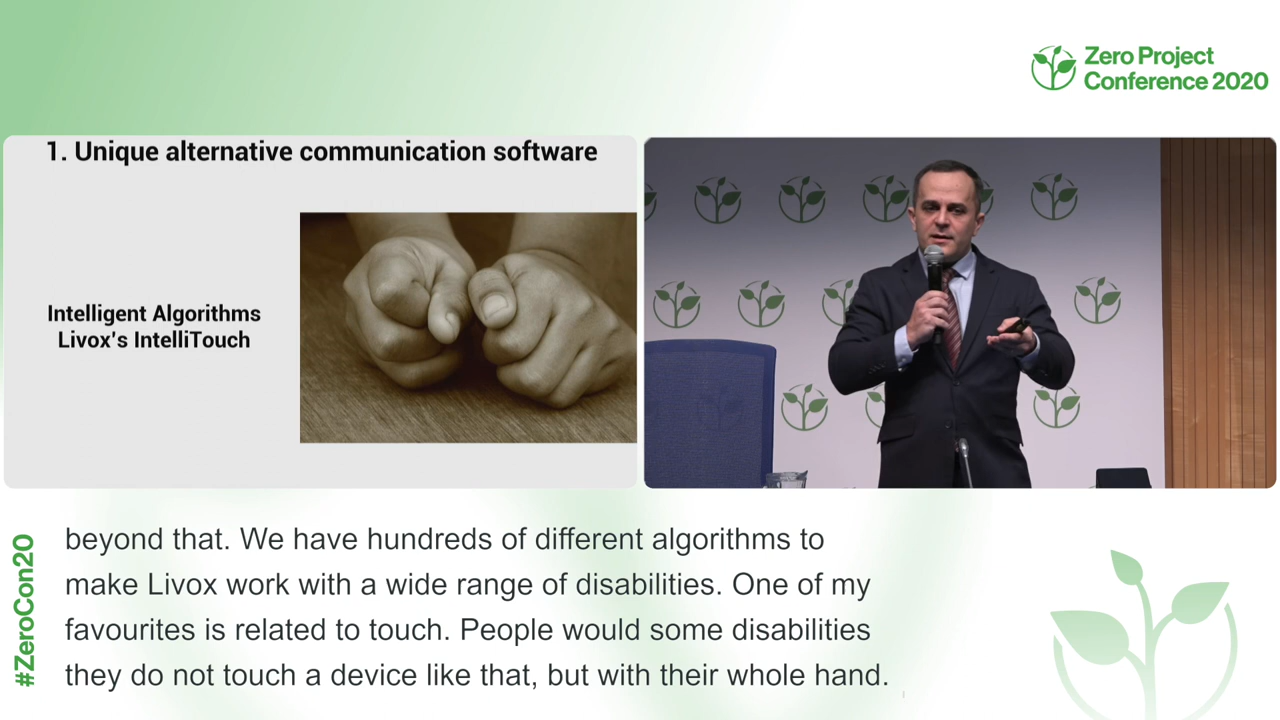 Zero Project
Conference 2020
1. Unique alternative communication software
Intelligent Algorithms
Livox's IntelliTouch
#ZeroCon20
beyond that. We have hundreds of different algorithms to
make Livox work with a wide range of disabilities. One of my
favourites is related to touch. People would some disabilities
they do not touch a device like that, but with their whole hand.